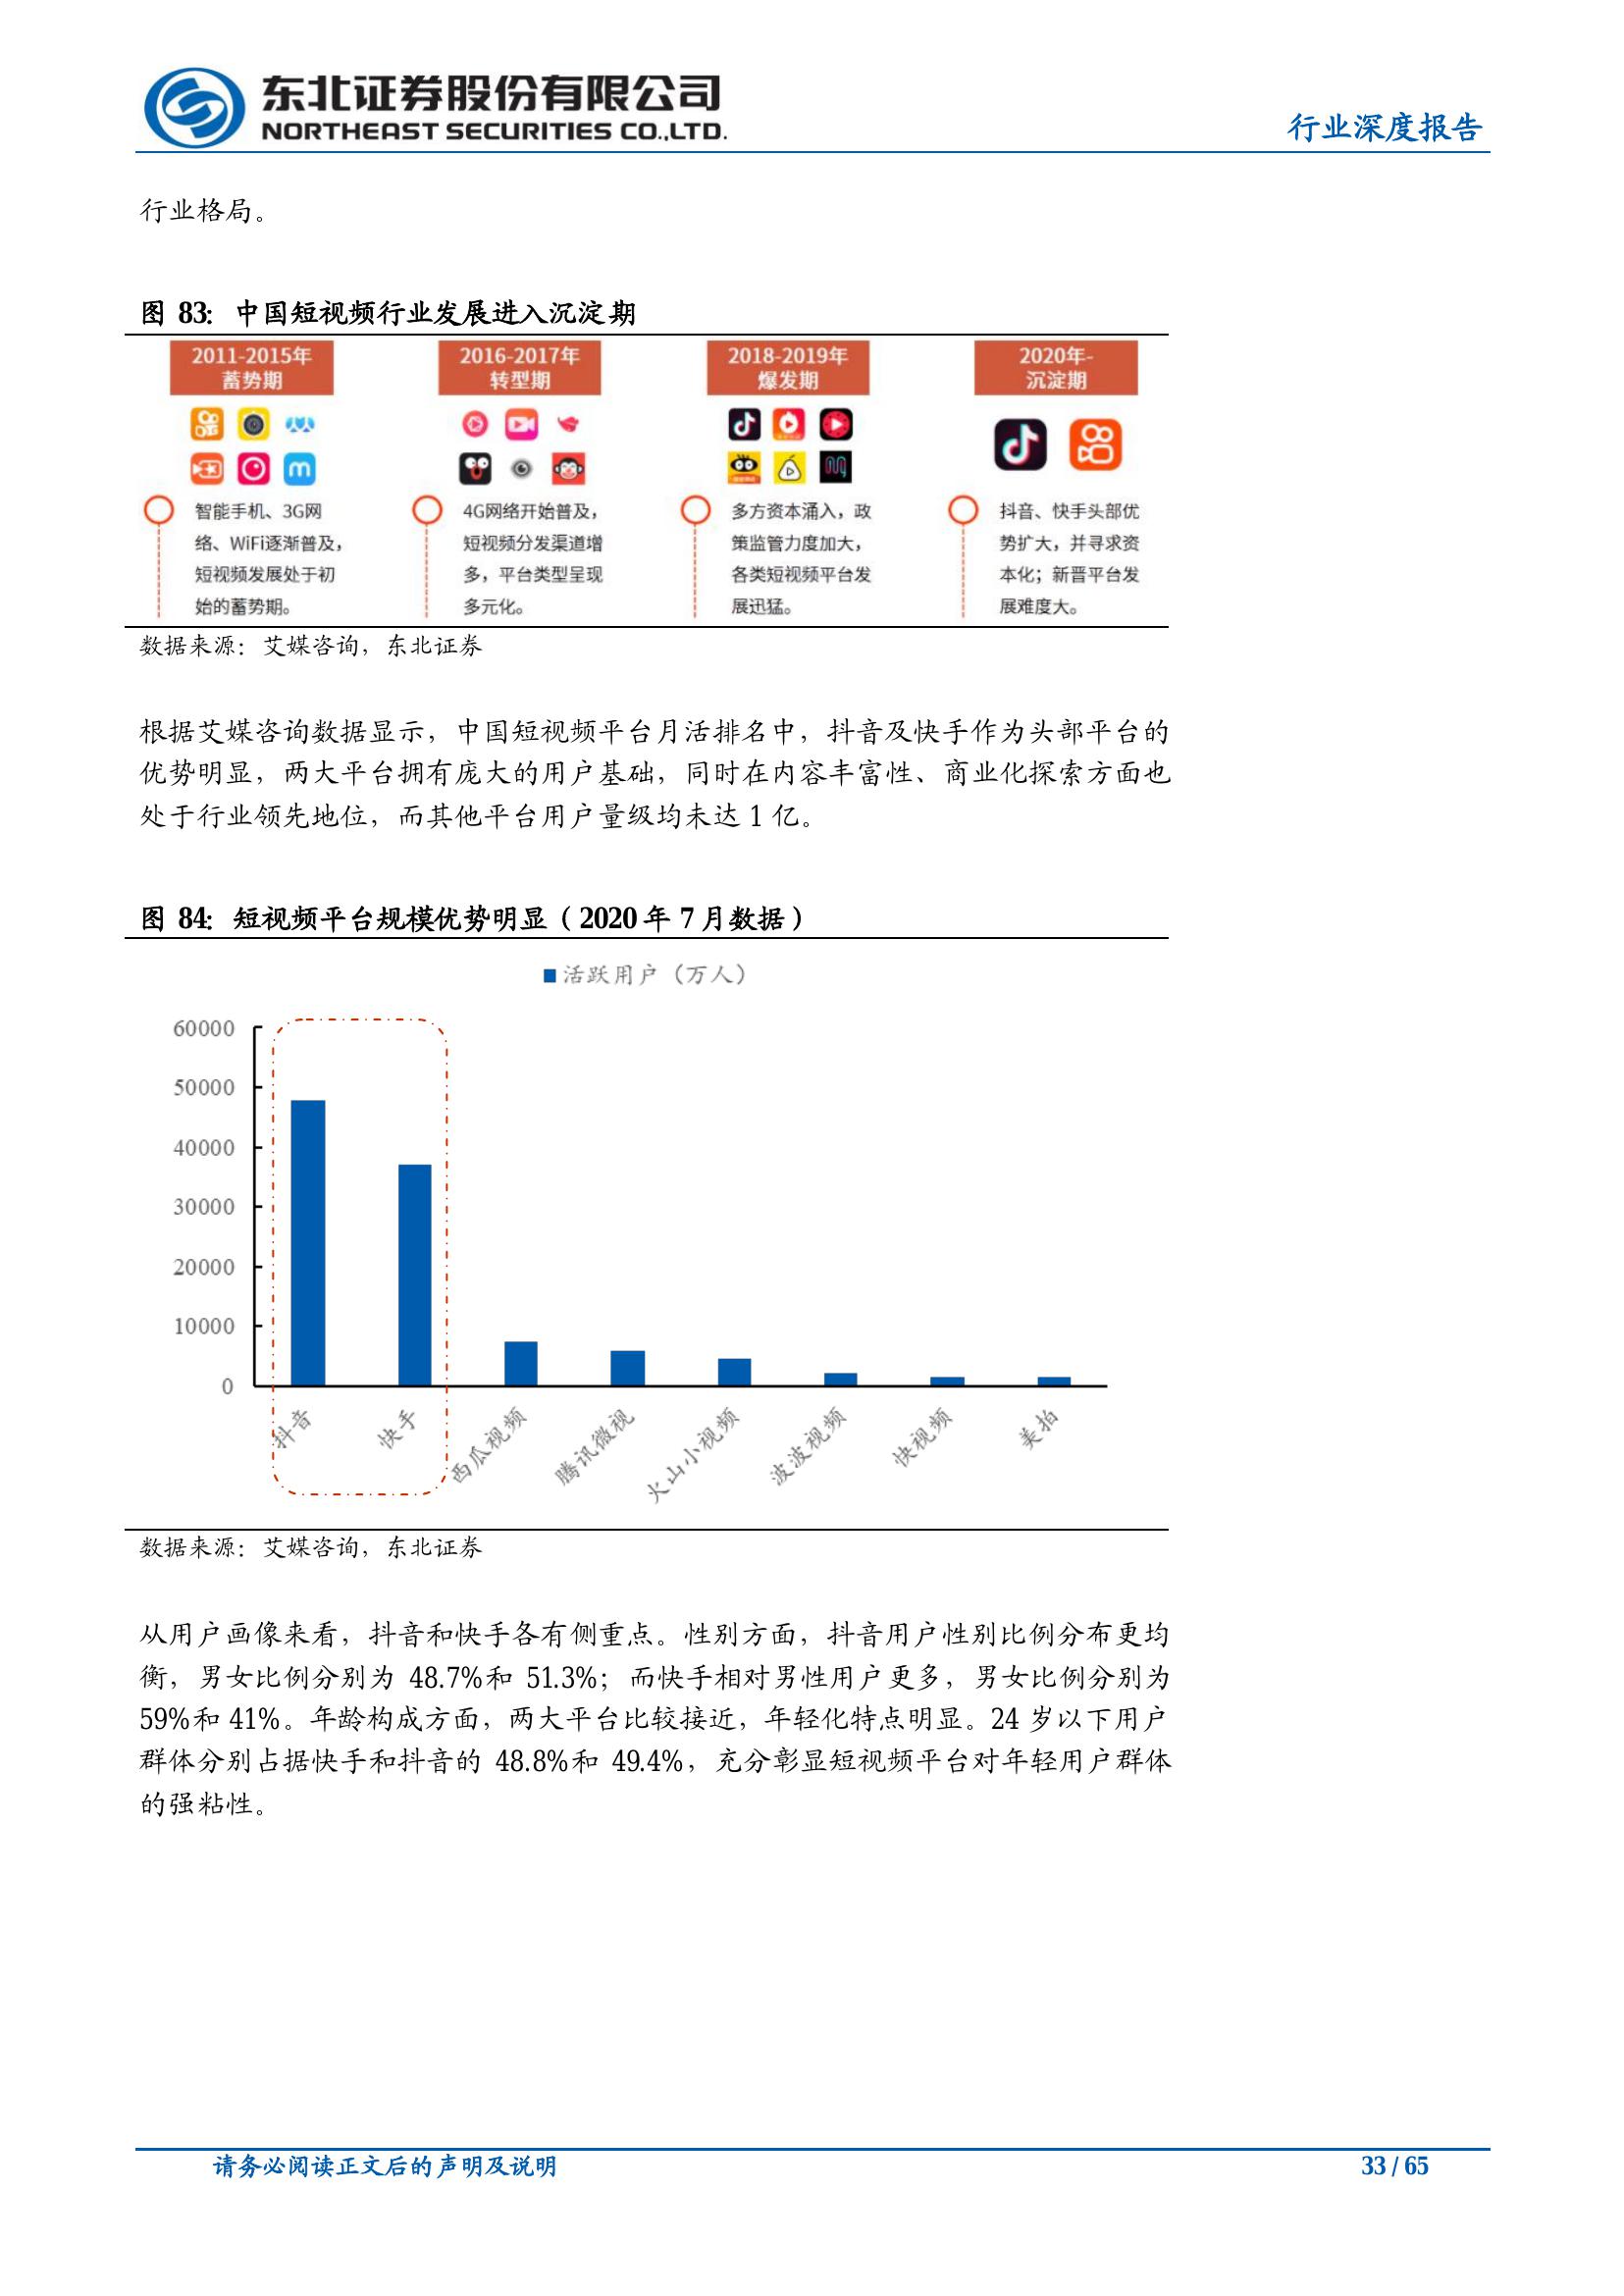 东北证券股份有限公司
NORTHEAST SECURITIES CO.,LTD.
行业深度报告
行业格局。
图 83：中国短视频行业发展进入沉淀期
2011-2015年
蓄势期
智能手机、3G网
络、WiFi逐渐普及，
短视频发展处于初
始的蓄势期。
2016-2017年
转型期
4G网络开始普及，
短视频分发渠道增
多，平台类型呈现
多元化。
2018-2019年
爆发期
多方资本涌入，政
策监管力度加大，
各类短视频平台发
展迅猛。
2020年-
沉淀期
抖音、快手头部优
势扩大，并寻求资
本化；新晋平台发
展难度大。
数据来源：艾媒咨询，东北证券
根据艾媒咨询数据显示，中国短视频平台月活排名中，抖音及快手作为头部平台的
优势明显，两大平台拥有庞大的用户基础，同时在内容丰富性、商业化探索方面也
处于行业领先地位，而其他平台用户量级均未达 1 亿。
图 84：短视频平台规模优势明显（2020 年 7 月数据）
活跃用户（万人）
60000
50000
40000
30000
20000
10000
0
抖音
快手
西瓜视频
腾讯微视
火山小视频
波波视频
快视频
美拍
数据来源：艾媒咨询，东北证券
从用户画像来看，抖音和快手各有侧重点。性别方面，抖音用户性别比例分布更均
衡，男女比例分别为 48.7%和 51.3%；而快手相对男性用户更多，男女比例分别为
59%和 41%。年龄构成方面，两大平台比较接近，年轻化特点明显。24 岁以下用户
群体分别占据快手和抖音的 48.8%和 49.4%，充分彰显短视频平台对年轻用户群体
的强粘性。
请务必阅读正文后的声明及说明
33 / 65